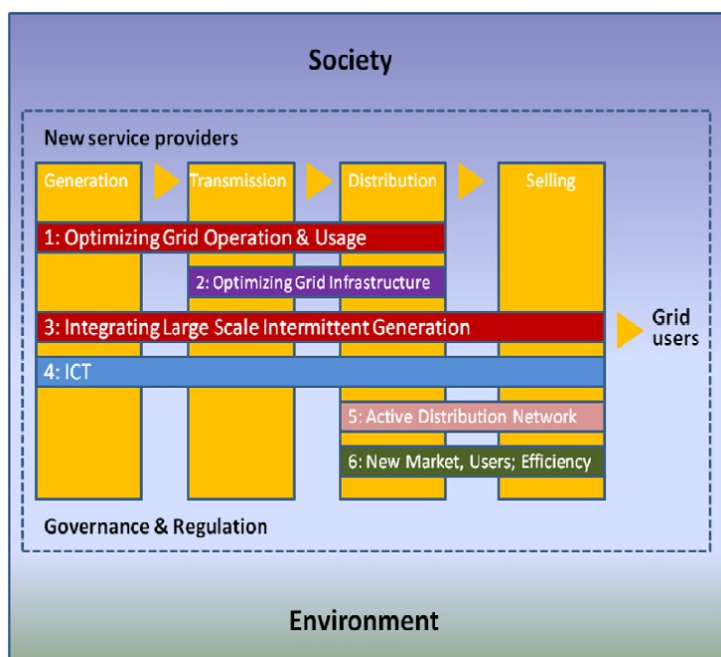 Society
New service providers
Generation
Transmission
Distribution
Selling
1: Optimizing Grid Operation & Usage
2: Optimizing Grid Infrastructure
3: Integrating Large Scale Intermittent Generation
Grid
users
4: ICT
5: Active Distribution Network
6: New Market, Users; Efficiency
Governance & Regulation
Environment